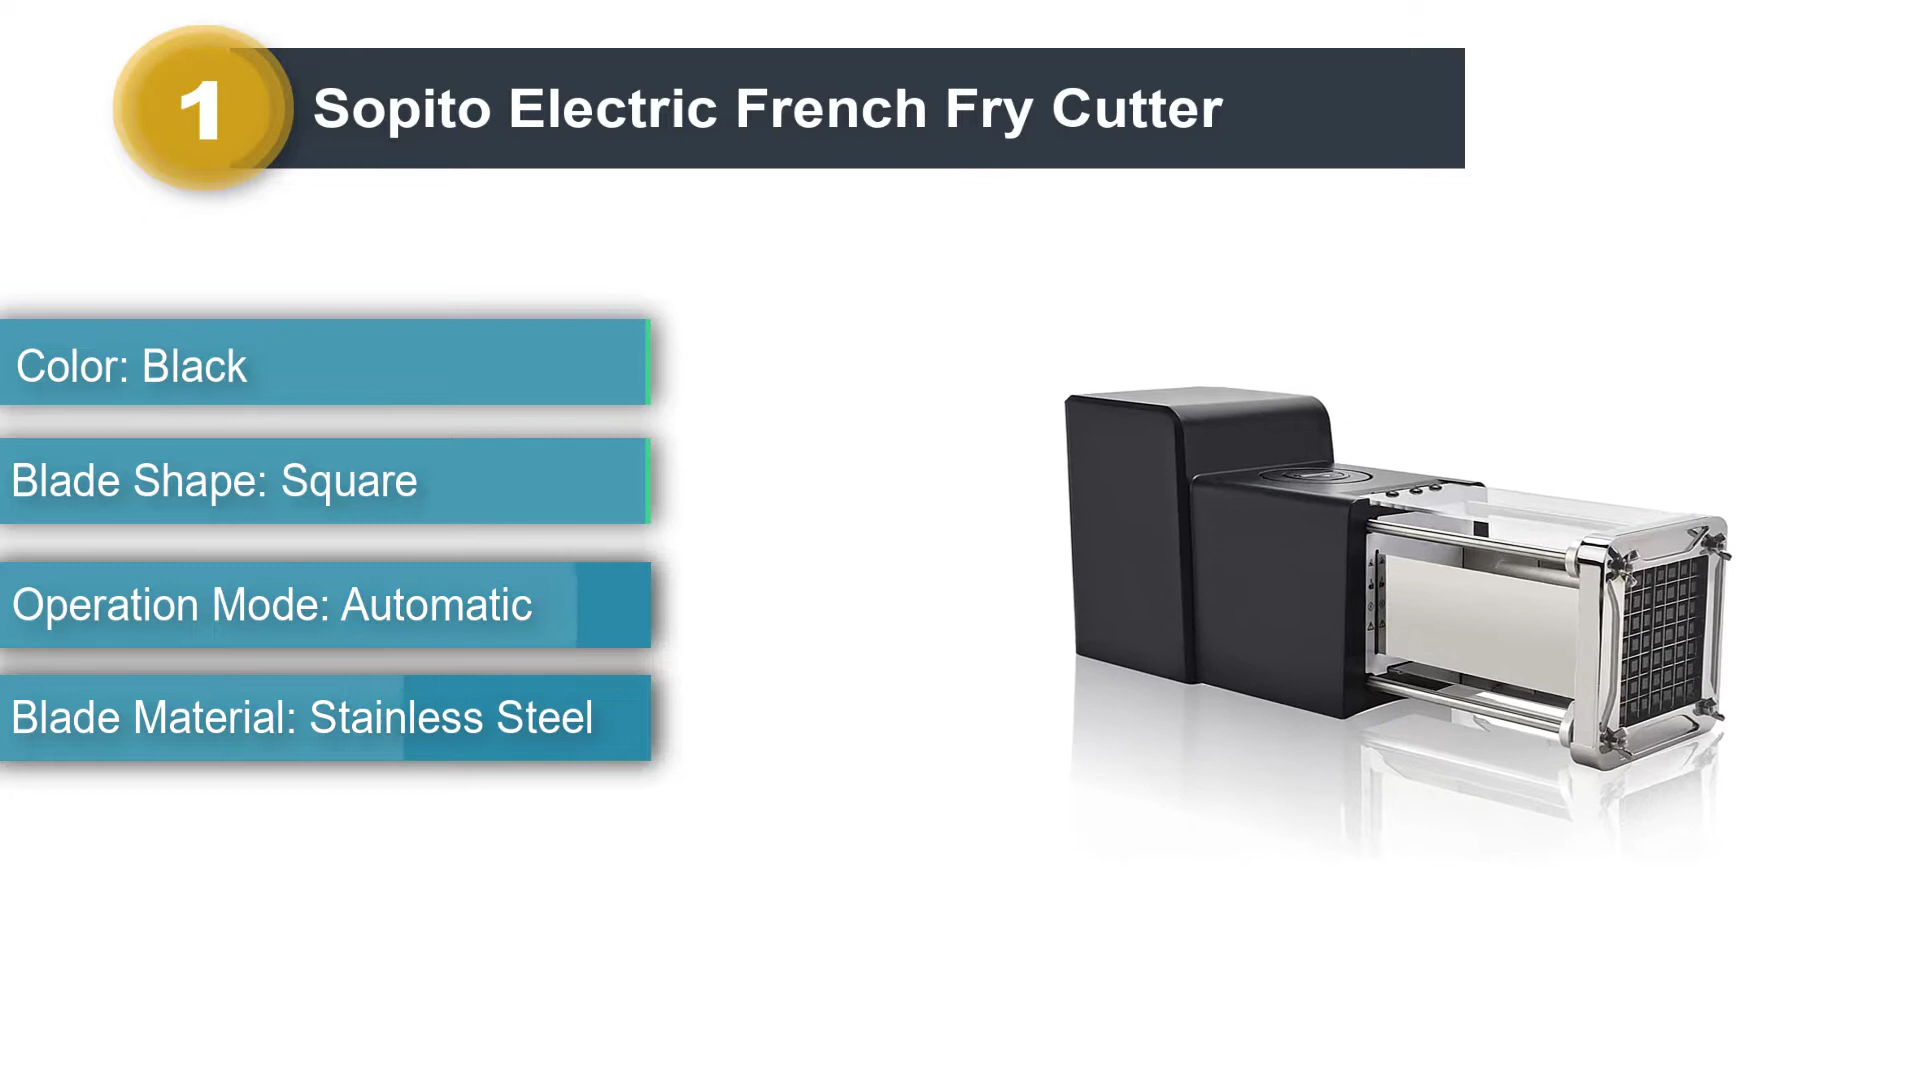 1
Sopito Electric French Fry Cutter
Color: Black
Blade Shape: Square
Operation Mode: Automatic
Blade Material: Stainless Steel